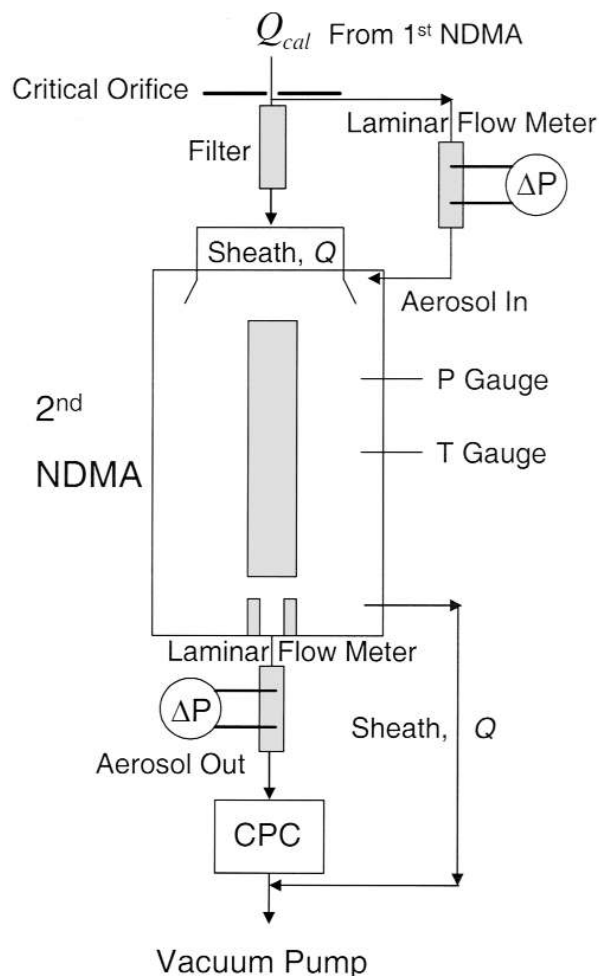 Qcal From 1st NDMA
Critical Orifice
Laminar Flow Meter
Filter
ΔP
Sheath, Q
Aerosol In
P Gauge
2nd
T Gauge
NDMA
Laminar Flow Meter
ΔP
Sheath, Q
Aerosol Out
CPC
Vacuum Pump